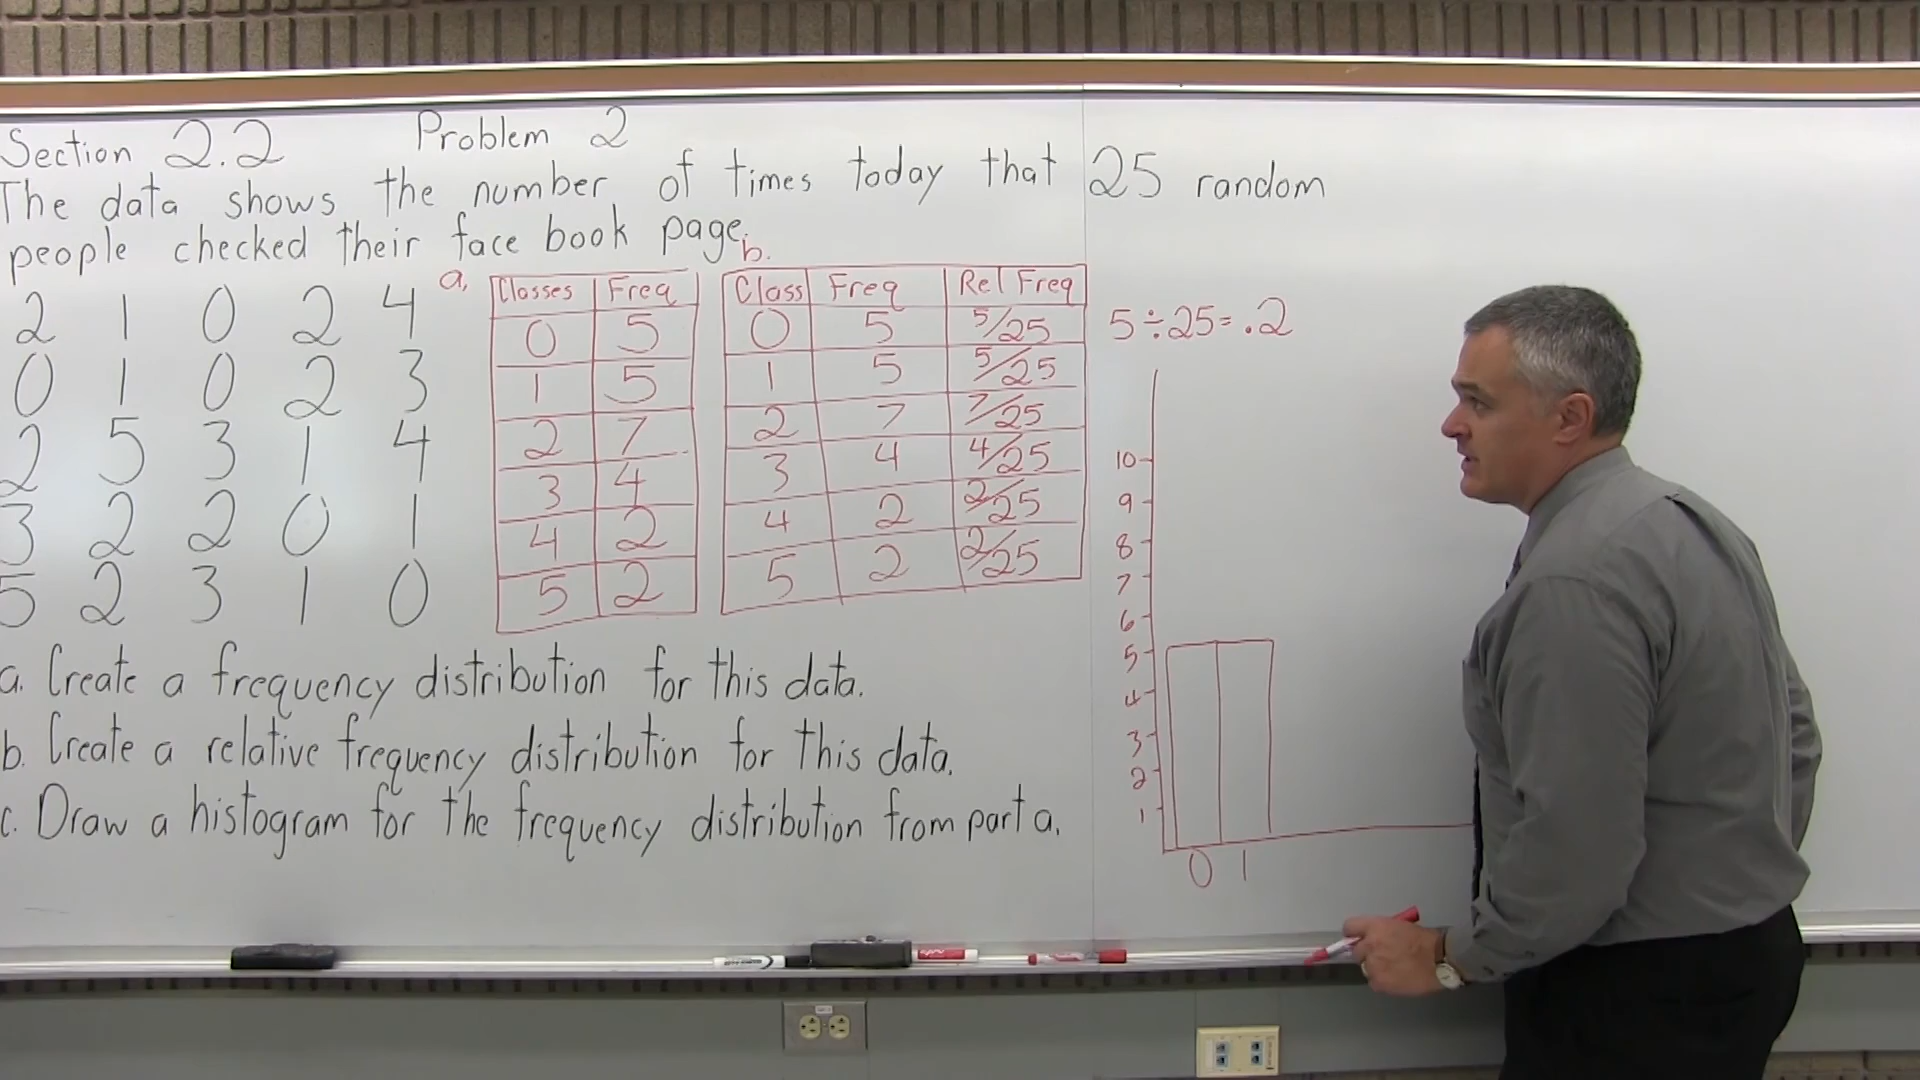 Section 2.2 Problem 2
The data shows the number of times today that 25 random
people checked their face book page.
2 1 0 2 4
0 1 0 2 3
2 5 3 1 4
3 2 2 0 1
5 2 3 1 0
a.
Classes Freq
0 5
1 5
2 7
3 4
4 2
5 2
b.
Class Freq Rel Freq
0 5 5/25
1 5 5/25
2 7 7/25
3 4 4/25
4 2 2/25
5 2 2/25
5÷25=.2
10
9
8
7
6
5
4
3
2
1
0 1
a. Create a frequency distribution for this data.
b. Create a relative frequency distribution for this data.
c. Draw a histogram for the frequency distribution from part a.